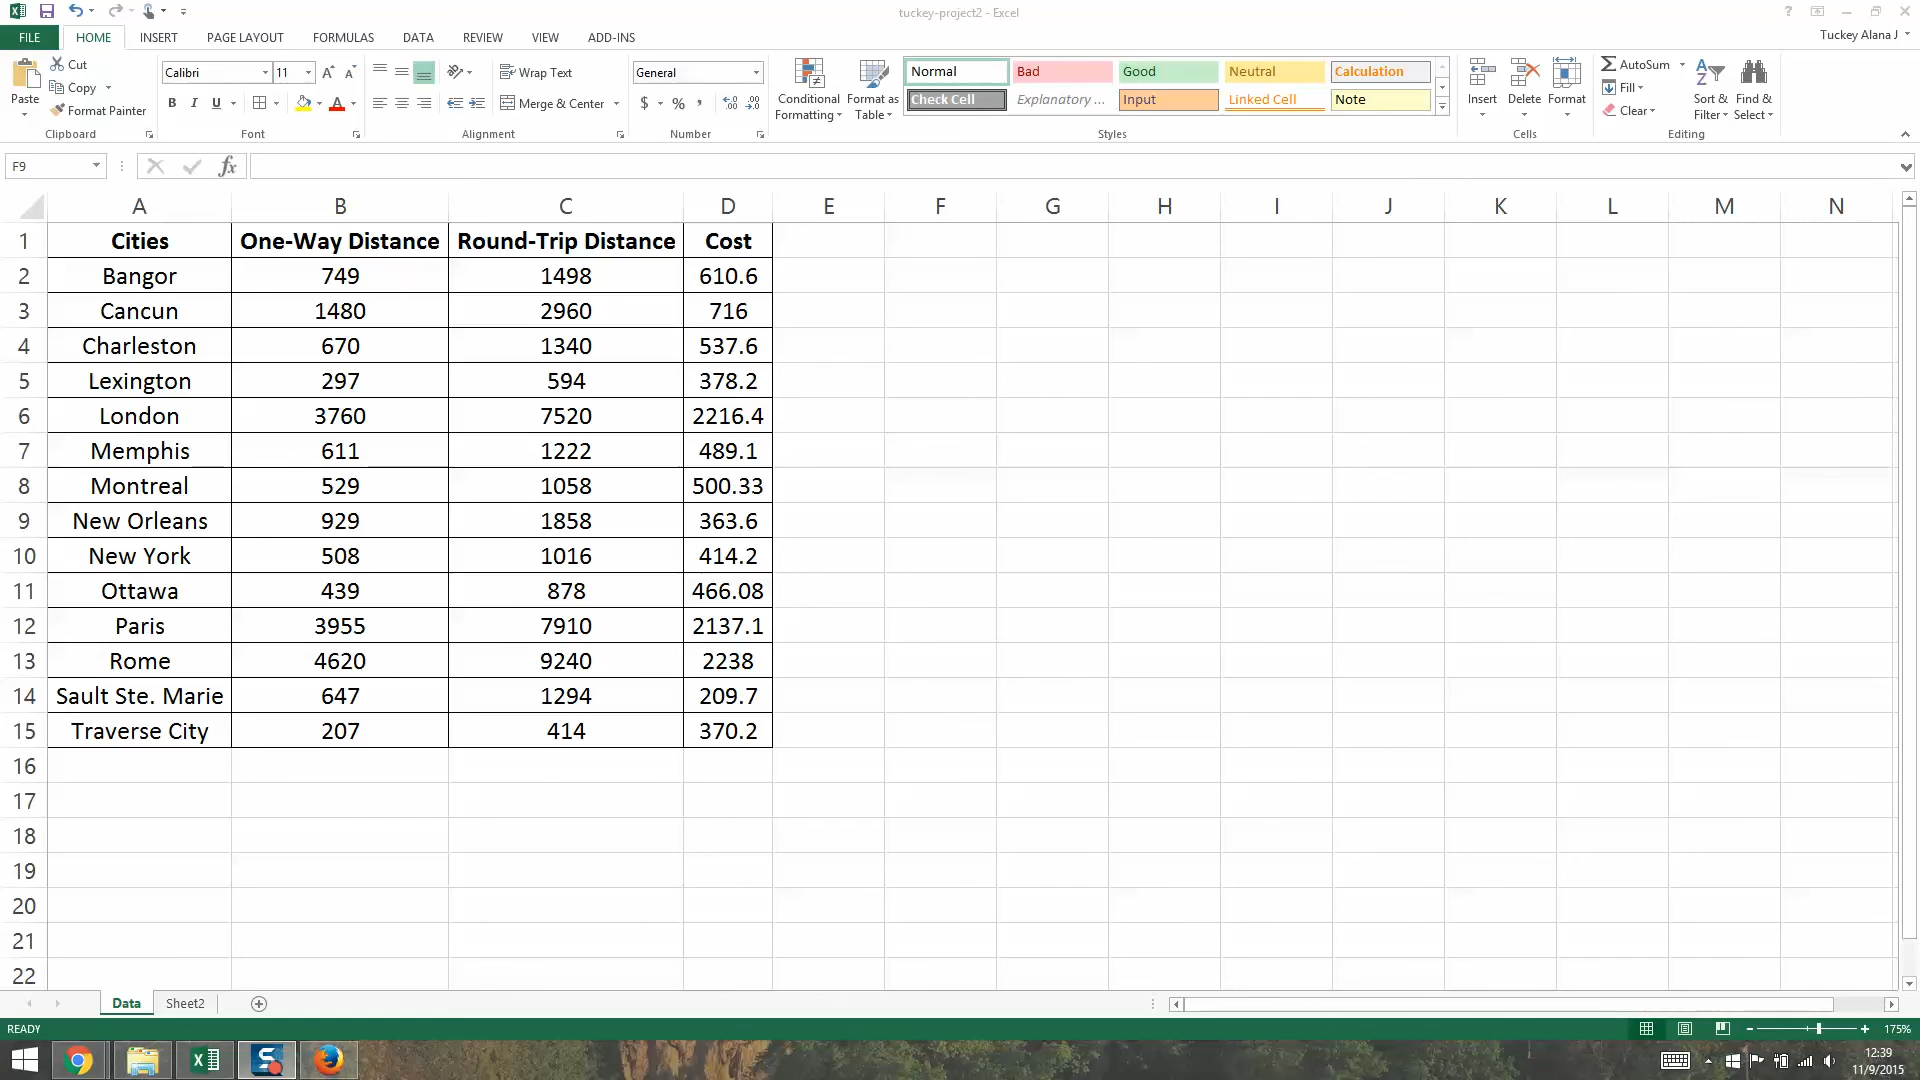 tuckey-project2 - Excel
FILE HOME INSERT PAGE LAYOUT FORMULAS DATA REVIEW VIEW ADD-INS Tuckey Alana J
Cut
Copy
Format Painter
Paste
Clipboard
Calibri 11
B I U
Font
Wrap Text
Merge & Center
Alignment
General
$ % ,
Number
Conditional Formatting
Format as Table
Normal Bad Good Neutral Calculation
Check Cell Explanatory ... Input Linked Cell Note
Styles
Insert Delete Format
Cells
AutoSum
Fill
Clear
Sort & Filter
Find & Select
Editing
F9 fx
A B C D E F G H I J K L M N
1 Cities One-Way Distance Round-Trip Distance Cost
2 Bangor 749 1498 610.6
3 Cancun 1480 2960 716
4 Charleston 670 1340 537.6
5 Lexington 297 594 378.2
6 London 3760 7520 2216.4
7 Memphis 611 1222 489.1
8 Montreal 529 1058 500.33
9 New Orleans 929 1858 363.6
10 New York 508 1016 414.2
11 Ottawa 439 878 466.08
12 Paris 3955 7910 2137.1
13 Rome 4620 9240 2238
14 Sault Ste. Marie 647 1294 209.7
15 Traverse City 207 414 370.2
16
17
18
19
20
21
22
Data Sheet2
READY 175%
12:39
11/9/2015